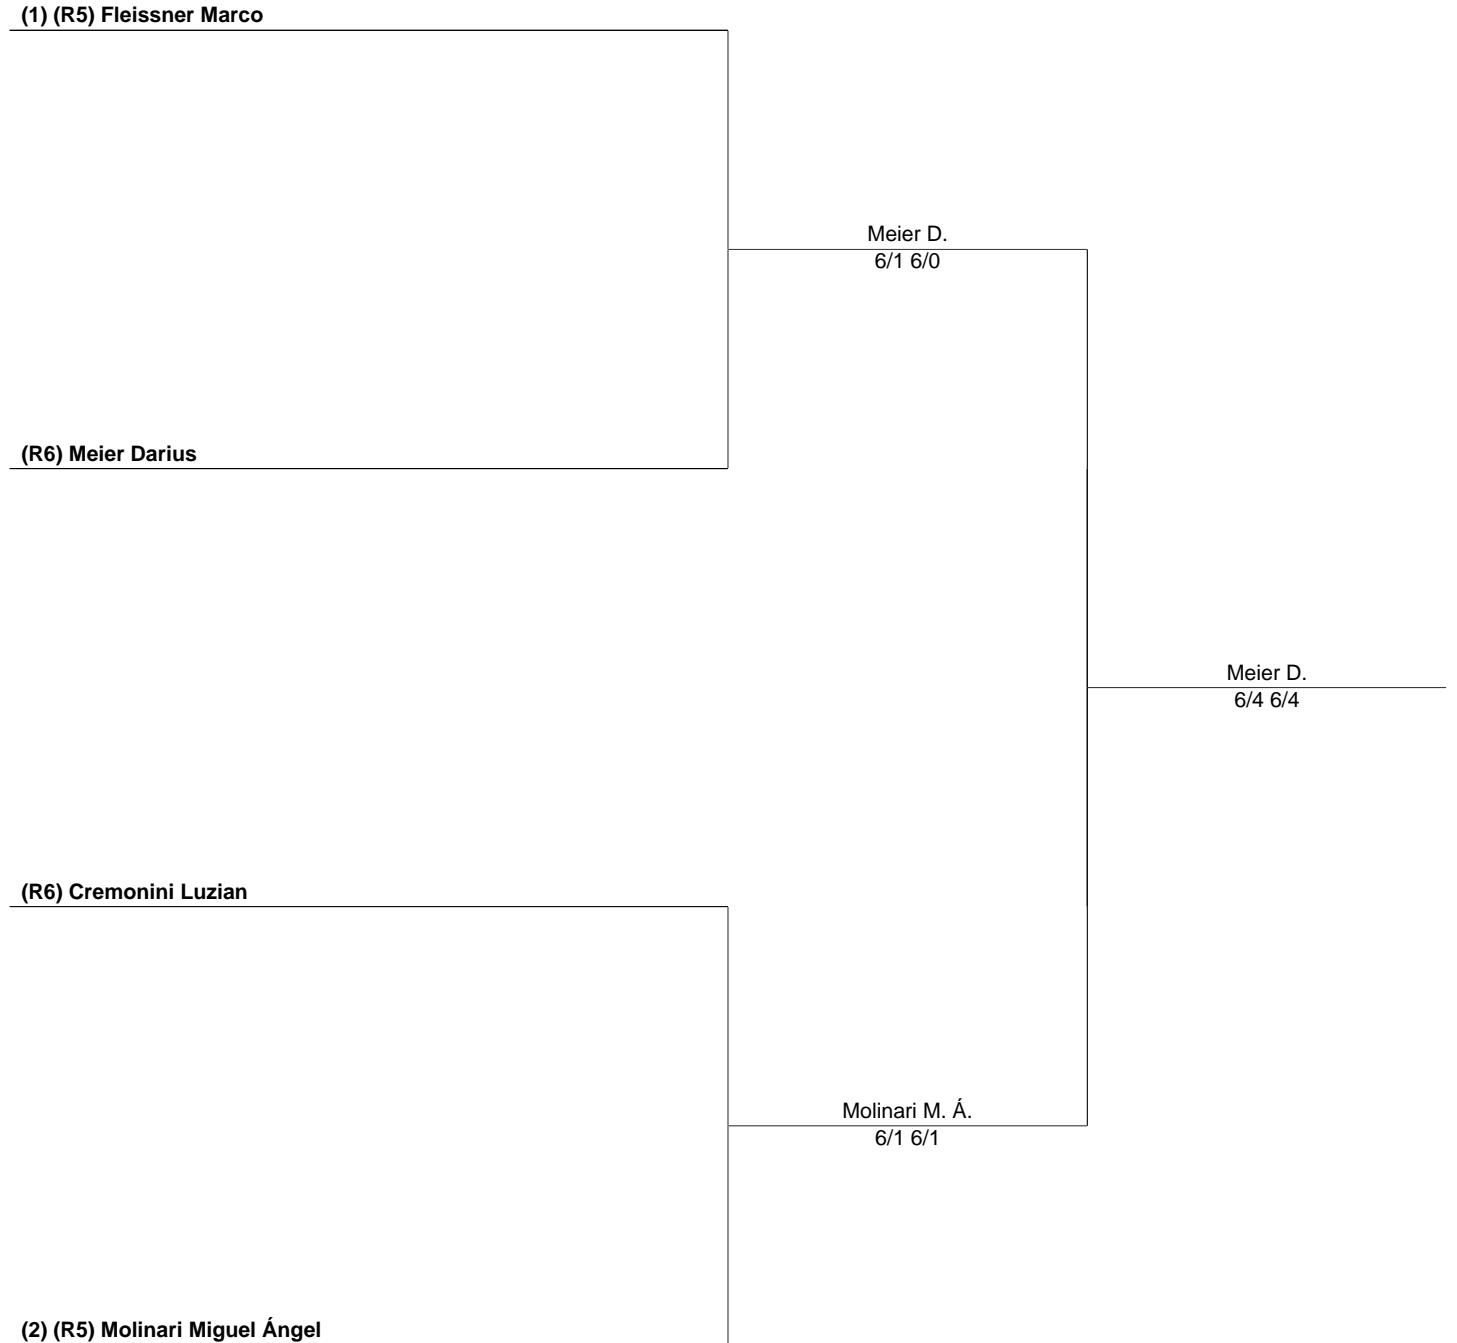 (1) (R5) Fleissner Marco
Meier D.
6/1 6/0
(R6) Meier Darius
Meier D.
6/4 6/4
(R6) Cremonini Luzian
Molinari M. Á.
6/1 6/1
(2) (R5) Molinari Miguel Ángel